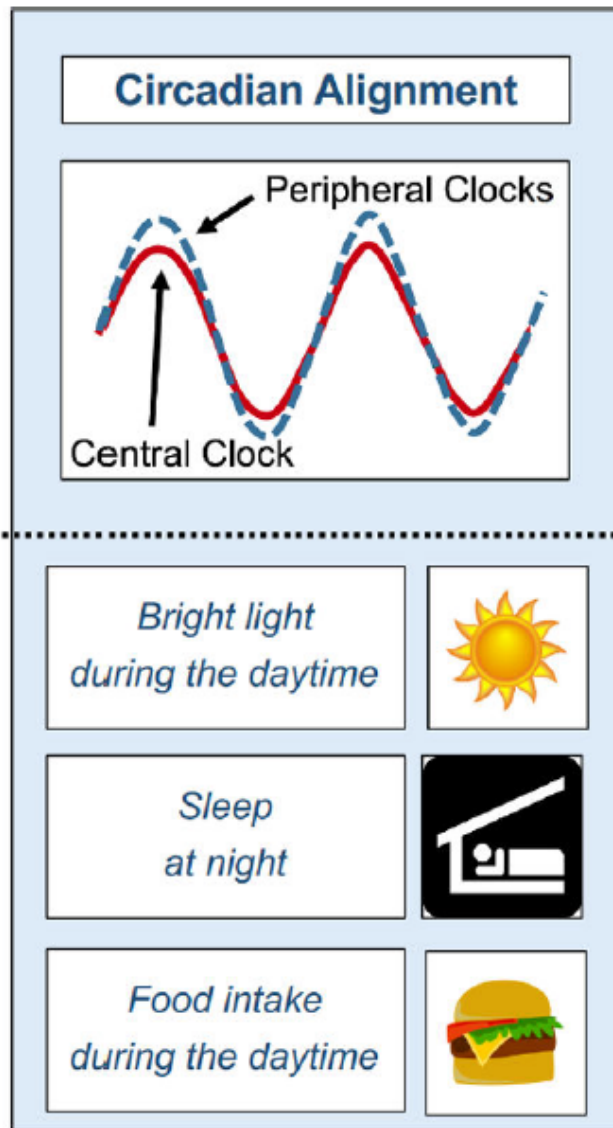 Circadian Alignment
Peripheral Clocks
Central Clock
Bright light
during the daytime
Sleep
at night
Food intake
during the daytime